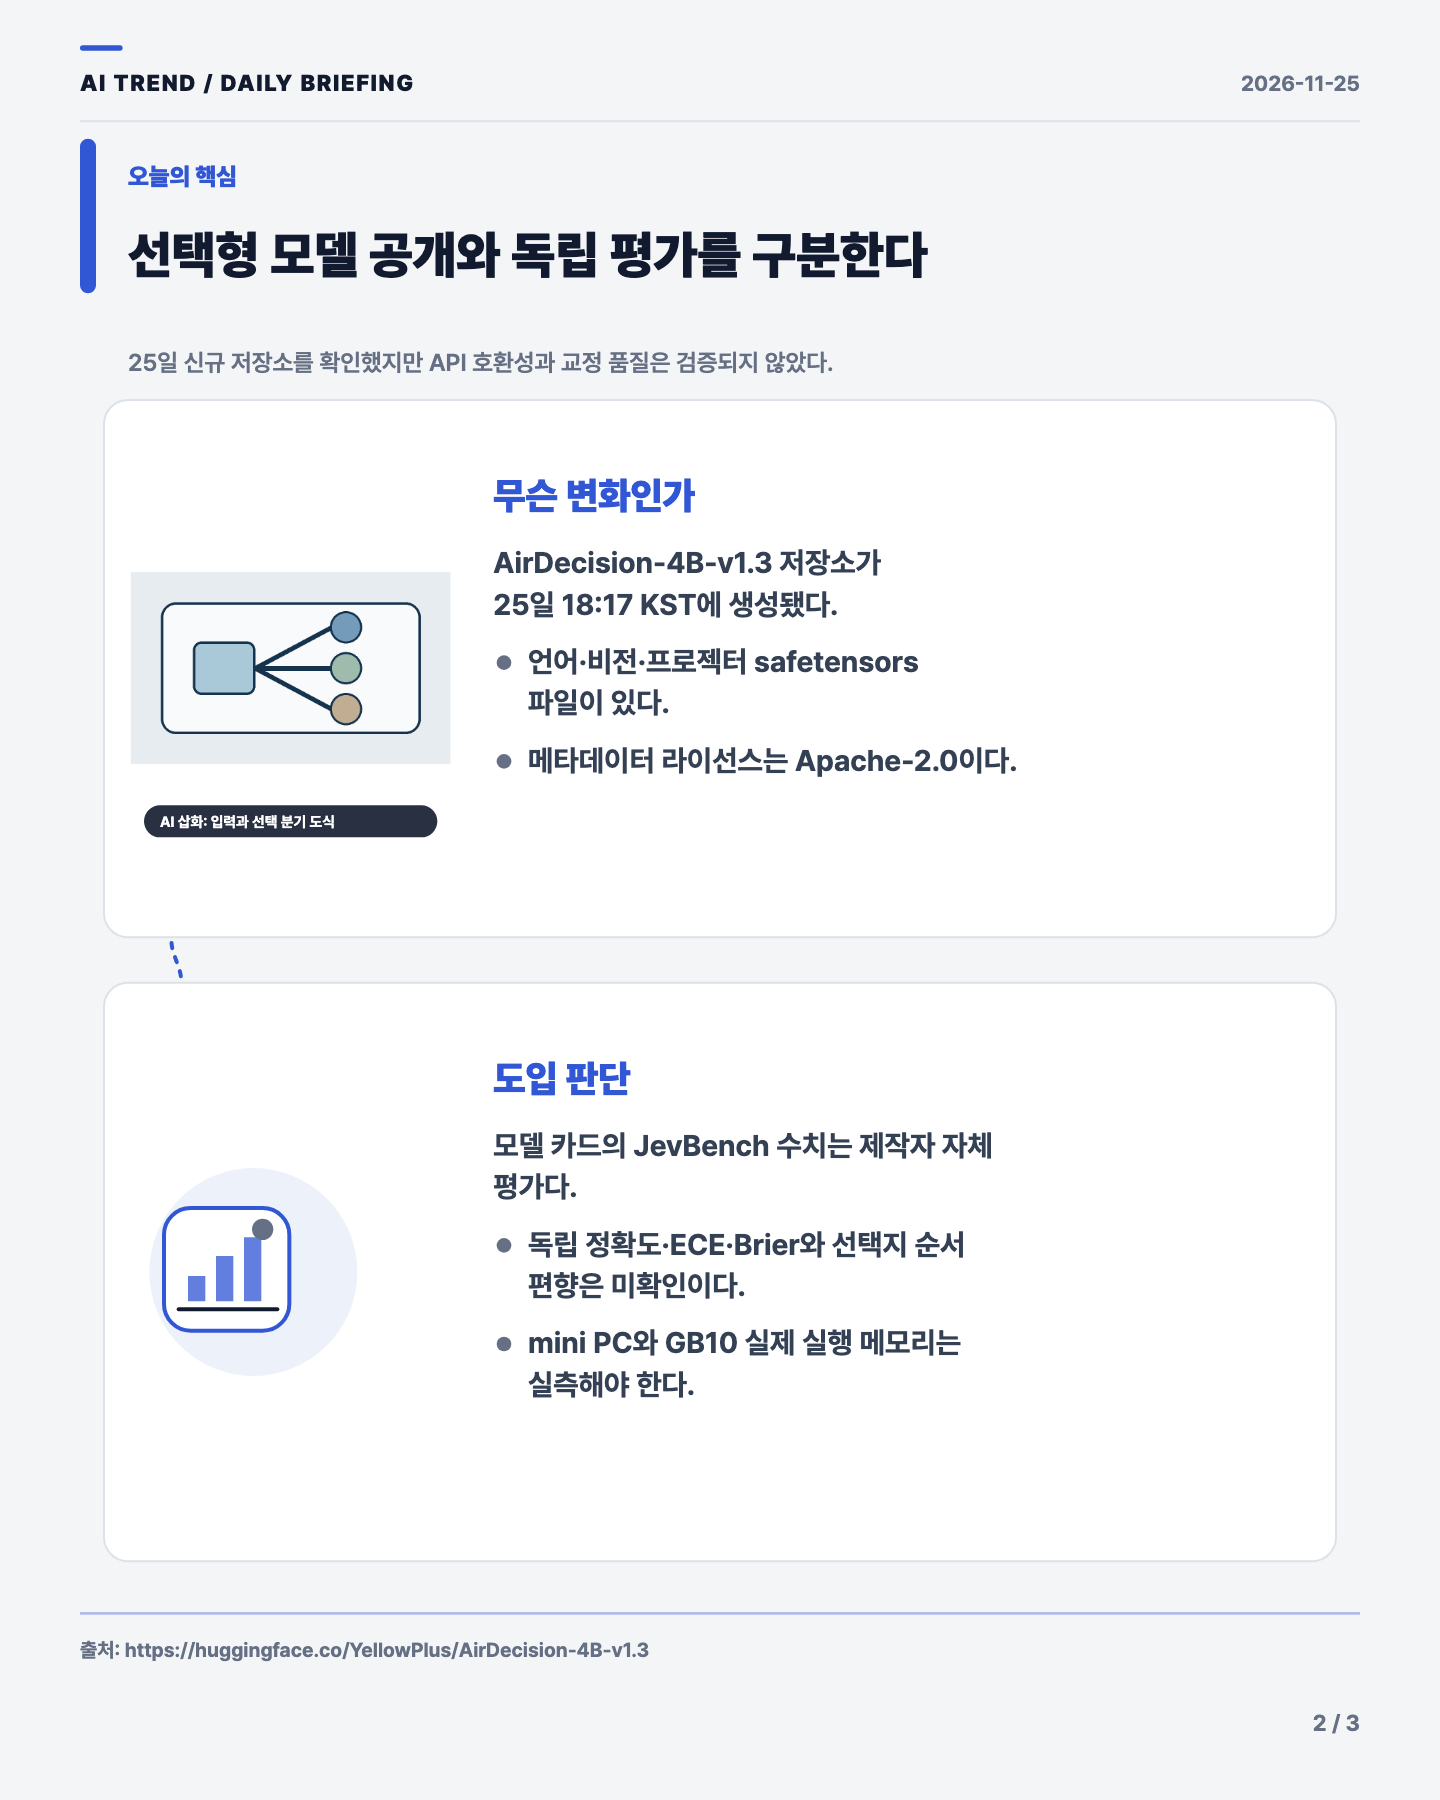 AI TREND / DAILY BRIEFING
2026-11-25
오늘의 핵심
선택형 모델 공개와 독립 평가를 구분한다
25일 신규 저장소를 확인했지만 API 호환성과 교정 품질은 검증되지 않았다.
무슨 변화인가
AirDecision-4B-v1.3 저장소가
25일 18:17 KST에 생성됐다.
언어·비전·프로젝터 safetensors
파일이 있다.
메타데이터 라이선스는 Apache-2.0이다.
AI 삽화: 입력과 선택 분기 도식
도입 판단
모델 카드의 JevBench 수치는 제작자 자체
평가다.
독립 정확도·ECE·Brier와 선택지 순서
편향은 미확인이다.
mini PC와 GB10 실제 실행 메모리는
실측해야 한다.
출처: https://huggingface.co/YellowPlus/AirDecision-4B-v1.3
2 / 3